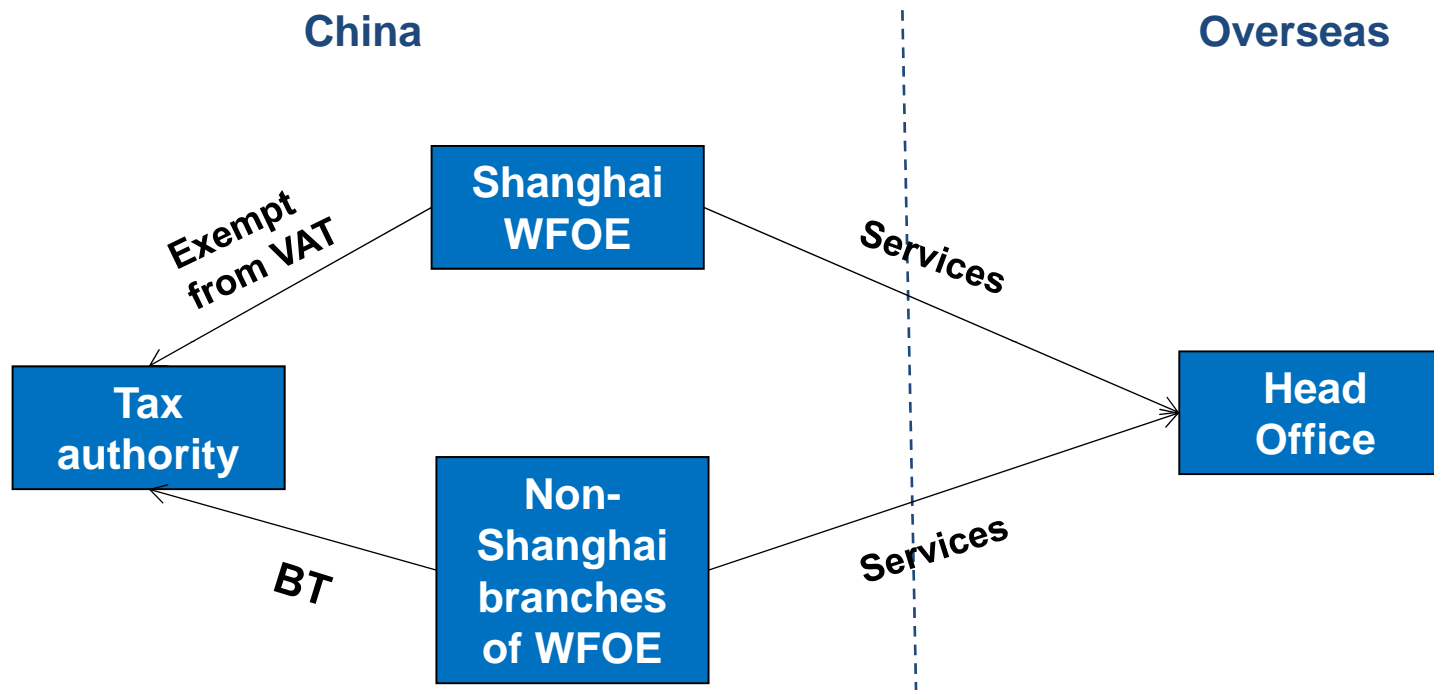 China
Overseas
Shanghai
WFOE
Exempt
from VAT
Services
Tax
authority
Head
Office
Non-
Shanghai
branches
of WFOE
BT
Services